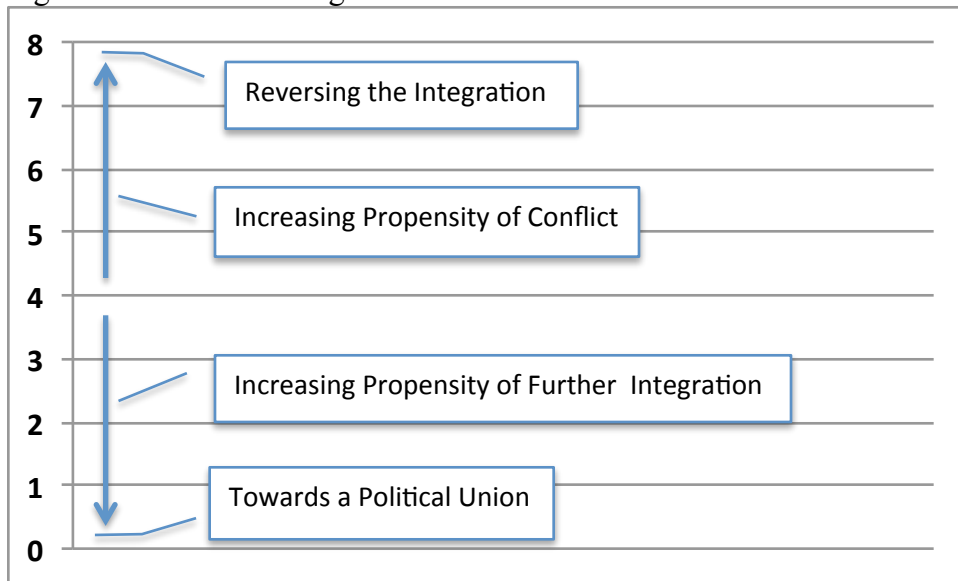 8
Reversing the Integration
7
6
Increasing Propensity of Conflict
5
4
3
Increasing Propensity of Further Integration
2
1
Towards a Political Union
0